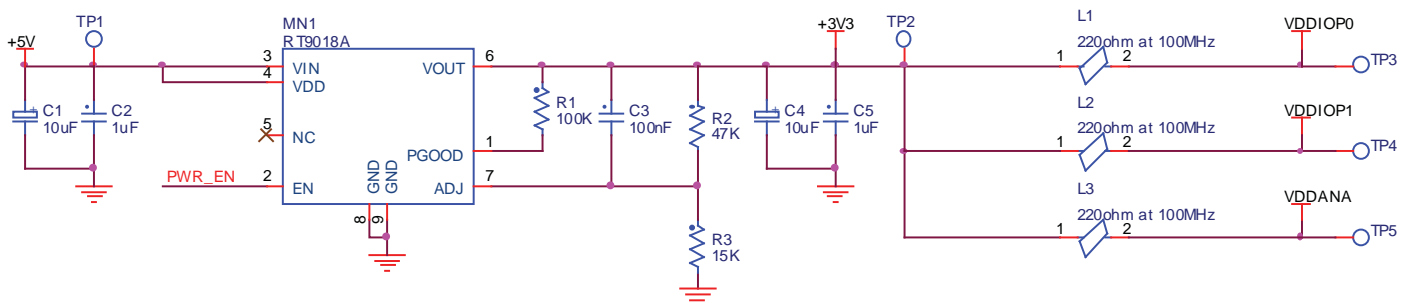 TP1
+5V
MN1
RT9018A
3
VIN
4
VDD
5
NC
PWR_EN
2
EN
GND
GND
8
9
VOUT
6
PGOOD
1
ADJ
7
C1
10uF
C2
1uF
R1
100K
C3
100nF
R2
47K
R3
15K
+
C4
10uF
C5
1uF
+3V3
TP2
L1
220ohm at 100MHz
1
2
VDDIOP0
TP3
L2
220ohm at 100MHz
1
2
VDDIOP1
TP4
L3
220ohm at 100MHz
1
2
VDDANA
TP5